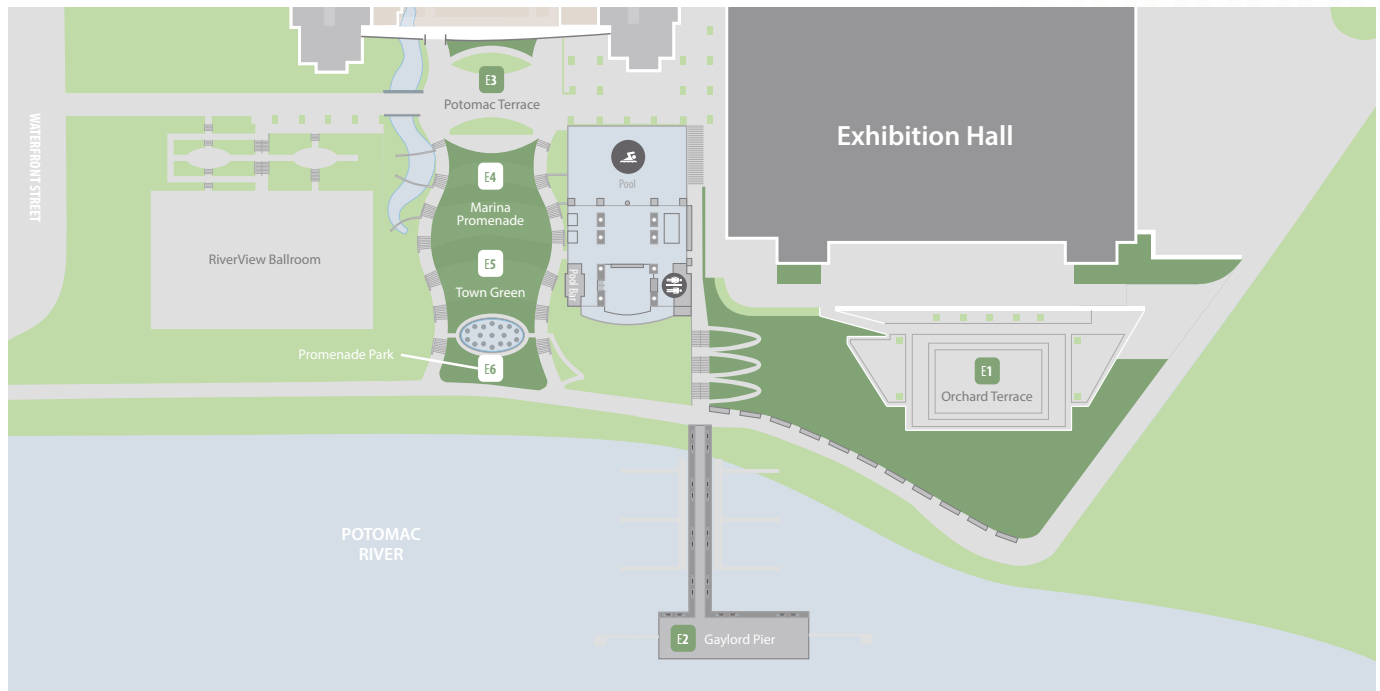 E3
Potomac Terrace
WATERFRONT STREET
Exhibition Hall
E4
Marina
Promenade
Pool
RiverView Ballroom
E5
Town Green
Pool Bar
Promenade Park
E6
E1
Orchard Terrace
POTOMAC
RIVER
E2
Gaylord Pier